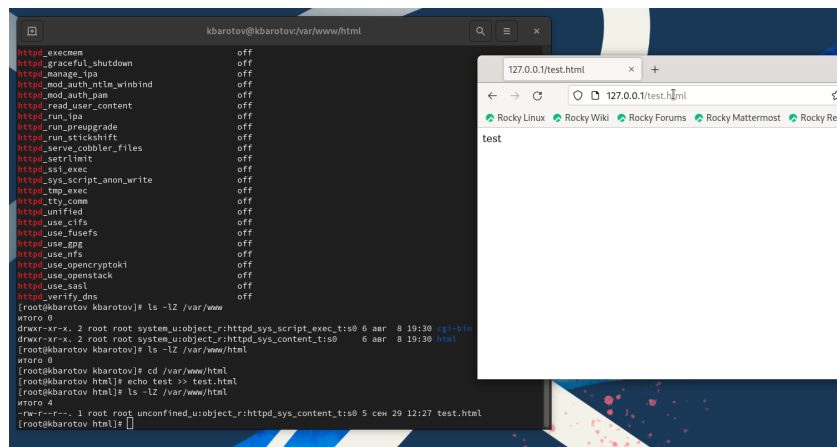 kbarotov@kbarotov:/var/www/html
httpd_execmem off
httpd_graceful_shutdown off
httpd_manage_ipa off
httpd_mod_auth_ntlm_winbind off
httpd_mod_auth_pam off
httpd_read_user_content off
httpd_run_ipa off
httpd_run_preupgrade off
httpd_run_stickshift off
httpd_serve_cobbler_files off
httpd_setrlimit off
httpd_ssi_exec off
httpd_sys_script_anon_write off
httpd_tmp_exec off
httpd_tty_comm off
httpd_unified off
httpd_use_cifs off
httpd_use_fusefs off
httpd_use_gpg off
httpd_use_nfs off
httpd_use_opencryptoki off
httpd_use_openstack off
httpd_use_sasl off
httpd_verify_dns off
[root@kbarotov kbarotov]# ls -lZ /var/www
итого 0
drwxr-xr-x. 2 root root system_u:object_r:httpd_sys_script_exec_t:s0 6 авг 8 19:30 cgi-bin
drwxr-xr-x. 2 root root system_u:object_r:httpd_sys_content_t:s0 6 авг 8 19:30 html
[root@kbarotov kbarotov]# ls -lZ /var/www/html
итого 0
[root@kbarotov kbarotov]# cd /var/www/html
[root@kbarotov html]# echo test >> test.html
[root@kbarotov html]# ls -lZ /var/www/html
итого 4
-rw-r--r--. 1 root root unconfined_u:object_r:httpd_sys_content_t:s0 5 сен 29 12:27 test.html
[root@kbarotov html]#
127.0.0.1/test.html
127.0.0.1/test.html
Rocky Linux Rocky Wiki Rocky Forums Rocky Mattermost Rocky Re
test